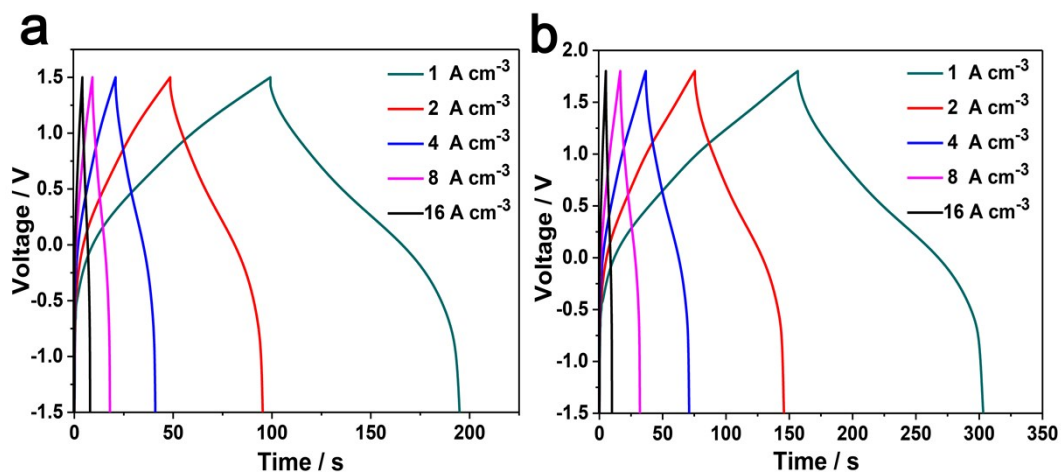 a
1 A cm⁻³
2 A cm⁻³
4 A cm⁻³
8 A cm⁻³
16 A cm⁻³
1.5
1.0
0.5
0.0
-0.5
-1.0
-1.5
Voltage / V
0 50 100 150 200
Time / s
b
1 A cm⁻³
2 A cm⁻³
4 A cm⁻³
8 A cm⁻³
16 A cm⁻³
2.0
1.5
1.0
0.5
0.0
-0.5
-1.0
-1.5
Voltage / V
0 50 100 150 200 250 300 350
Time / s